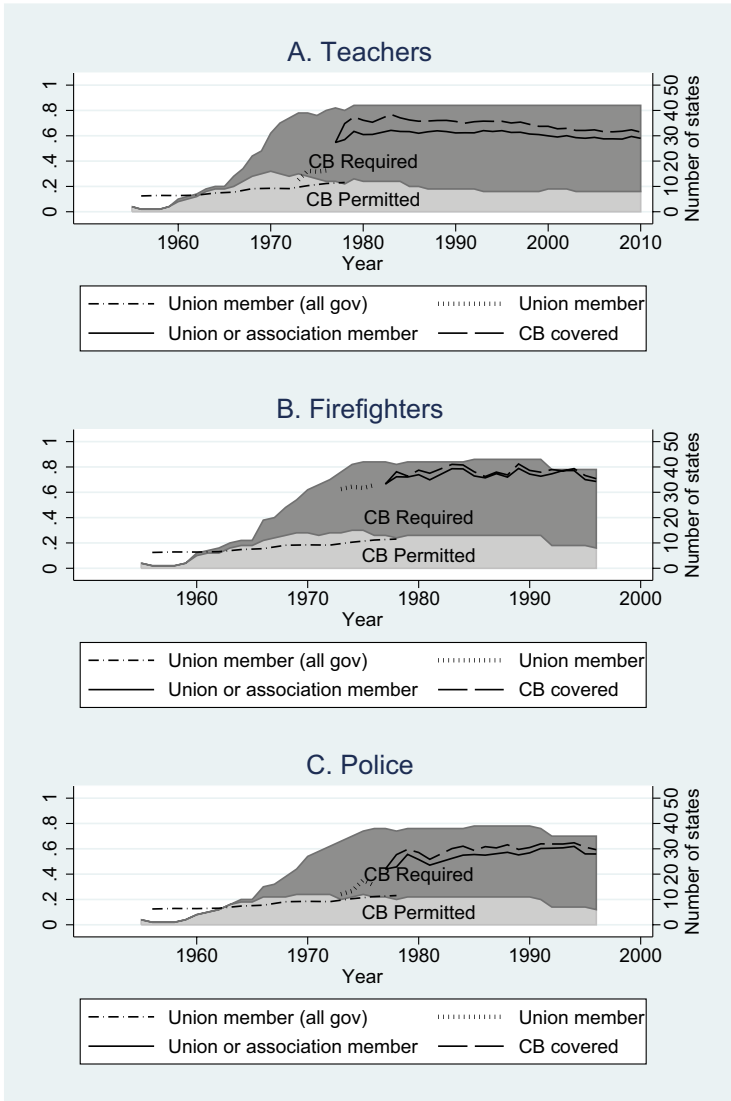 A. Teachers
1
.8
.6
.4
.2
0
50
40
30
20
10
0
Number of states
CB Required
CB Permitted
1960 1970 1980 1990 2000 2010
Year
Union member (all gov) Union member
Union or association member CB covered
B. Firefighters
1
.8
.6
.4
.2
0
50
40
30
20
10
0
Number of states
CB Required
CB Permitted
1960 1970 1980 1990 2000
Year
Union member (all gov) Union member
Union or association member CB covered
C. Police
1
.8
.6
.4
.2
0
50
40
30
20
10
0
Number of states
CB Required
CB Permitted
1960 1970 1980 1990 2000
Year
Union member (all gov) Union member
Union or association member CB covered